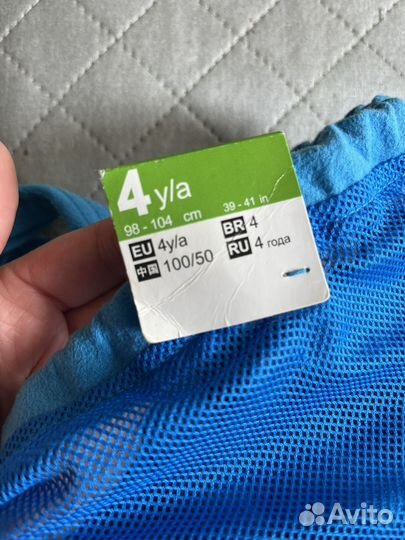 4 y/a
98 - 104 cm 39 - 41 in
EU 4y/a BR 4
中国 100/50 RU 4 года
Avito